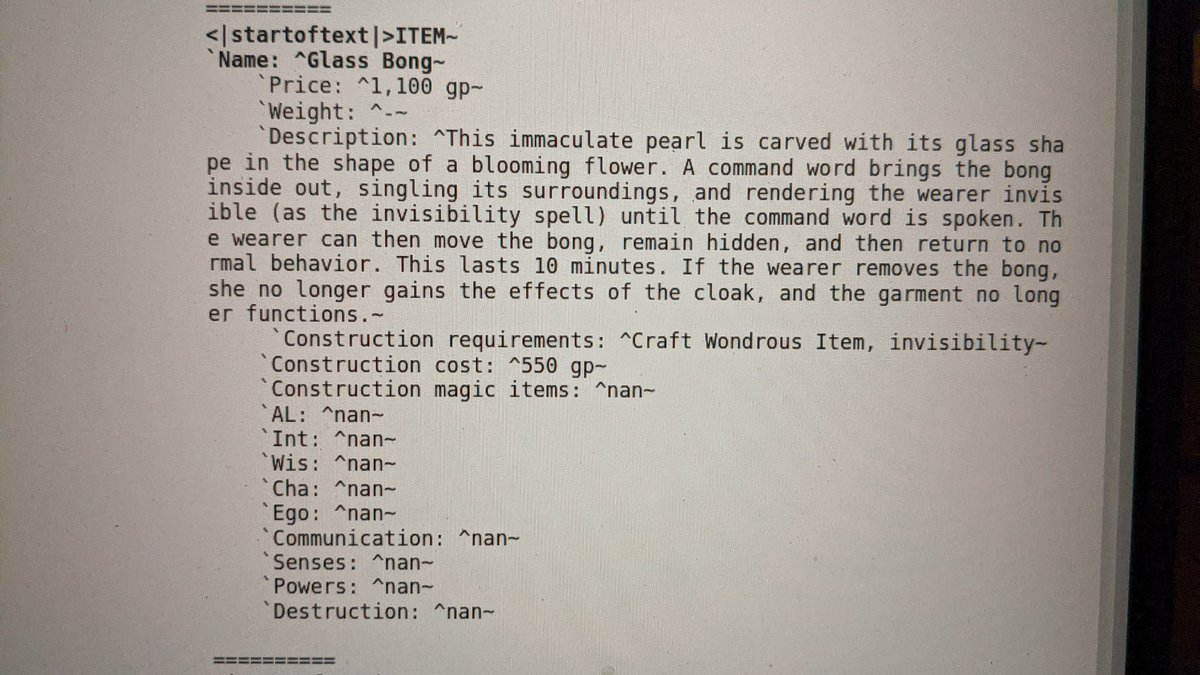 ==========
<|startoftext|>ITEM~
`Name: ^Glass Bong~
`Price: ^1,100 gp~
`Weight: ^-~
`Description: ^This immaculate pearl is carved with its glass sha
pe in the shape of a blooming flower. A command word brings the bong
inside out, singling its surroundings, and rendering the wearer invis
ible (as the invisibility spell) until the command word is spoken. Th
e wearer can then move the bong, remain hidden, and then return to no
rmal behavior. This lasts 10 minutes. If the wearer removes the bong,
she no longer gains the effects of the cloak, and the garment no long
er functions.~
`Construction requirements: ^Craft Wondrous Item, invisibility~
`Construction cost: ^550 gp~
`Construction magic items: ^nan~
`AL: ^nan~
`Int: ^nan~
`Wis: ^nan~
`Cha: ^nan~
`Ego: ^nan~
`Communication: ^nan~
`Senses: ^nan~
`Powers: ^nan~
`Destruction: ^nan~
==========